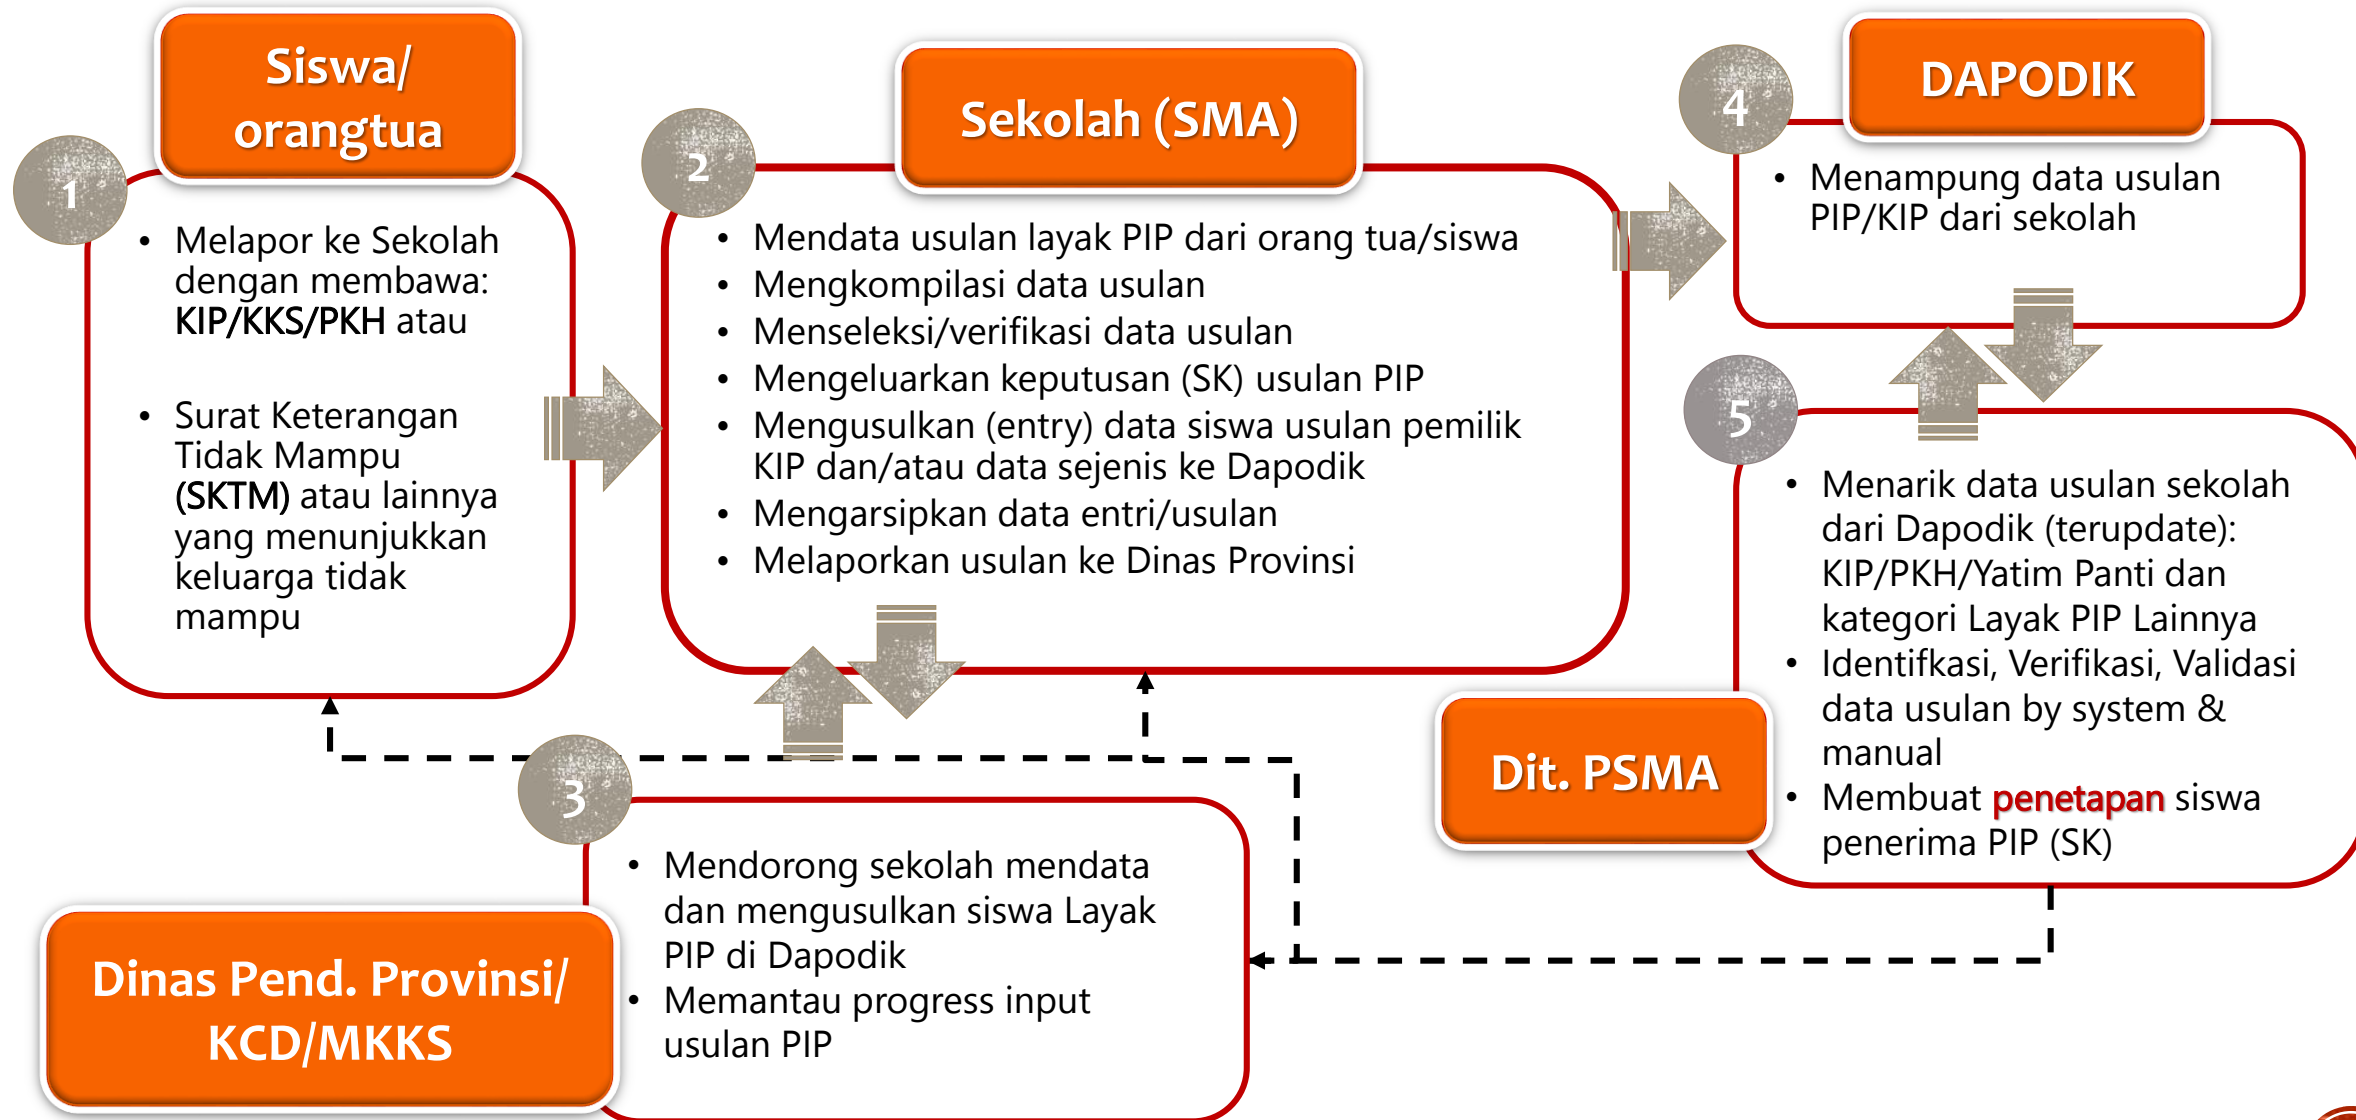 1
Siswa/
orangtua
• Melapor ke Sekolah
dengan membawa:
KIP/KKS/PKH atau
• Surat Keterangan
Tidak Mampu
(SKTM) atau lainnya
yang menunjukkan
keluarga tidak
mampu
2
Sekolah (SMA)
• Mendata usulan layak PIP dari orang tua/siswa
• Mengkompilasi data usulan
• Menseleksi/verifikasi data usulan
• Mengeluarkan keputusan (SK) usulan PIP
• Mengusulkan (entry) data siswa usulan pemilik
KIP dan/atau data sejenis ke Dapodik
• Mengarsipkan data entri/usulan
• Melaporkan usulan ke Dinas Provinsi
3
Dinas Pend. Provinsi/
KCD/MKKS
• Mendorong sekolah mendata
dan mengusulkan siswa Layak
PIP di Dapodik
• Memantau progress input
usulan PIP
4
DAPODIK
• Menampung data usulan
PIP/KIP dari sekolah
5
Dit. PSMA
• Menarik data usulan sekolah
dari Dapodik (terupdate):
KIP/PKH/Yatim Panti dan
kategori Layak PIP Lainnya
• Identifkasi, Verifikasi, Validasi
data usulan by system &
manual
• Membuat penetapan siswa
penerima PIP (SK)